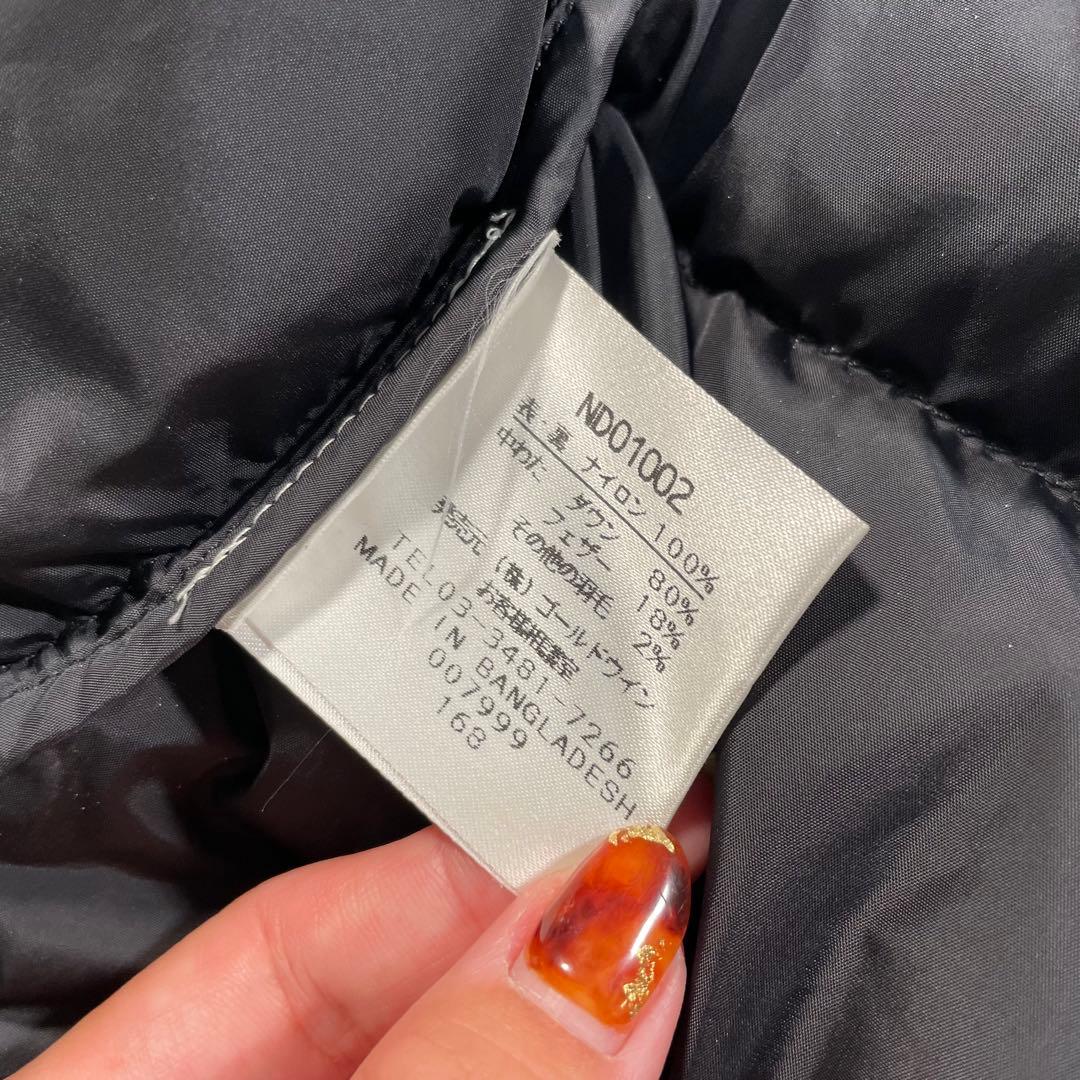 ND01002
表・裏 ナイロン 100%
中わた ダウン 80%
フェザー 18%
その他の羽毛 2%
発売元 (株)ゴールドウイン
お客様相談室
TEL03-3481-7266
MADE IN BANGLADESH
007999
168